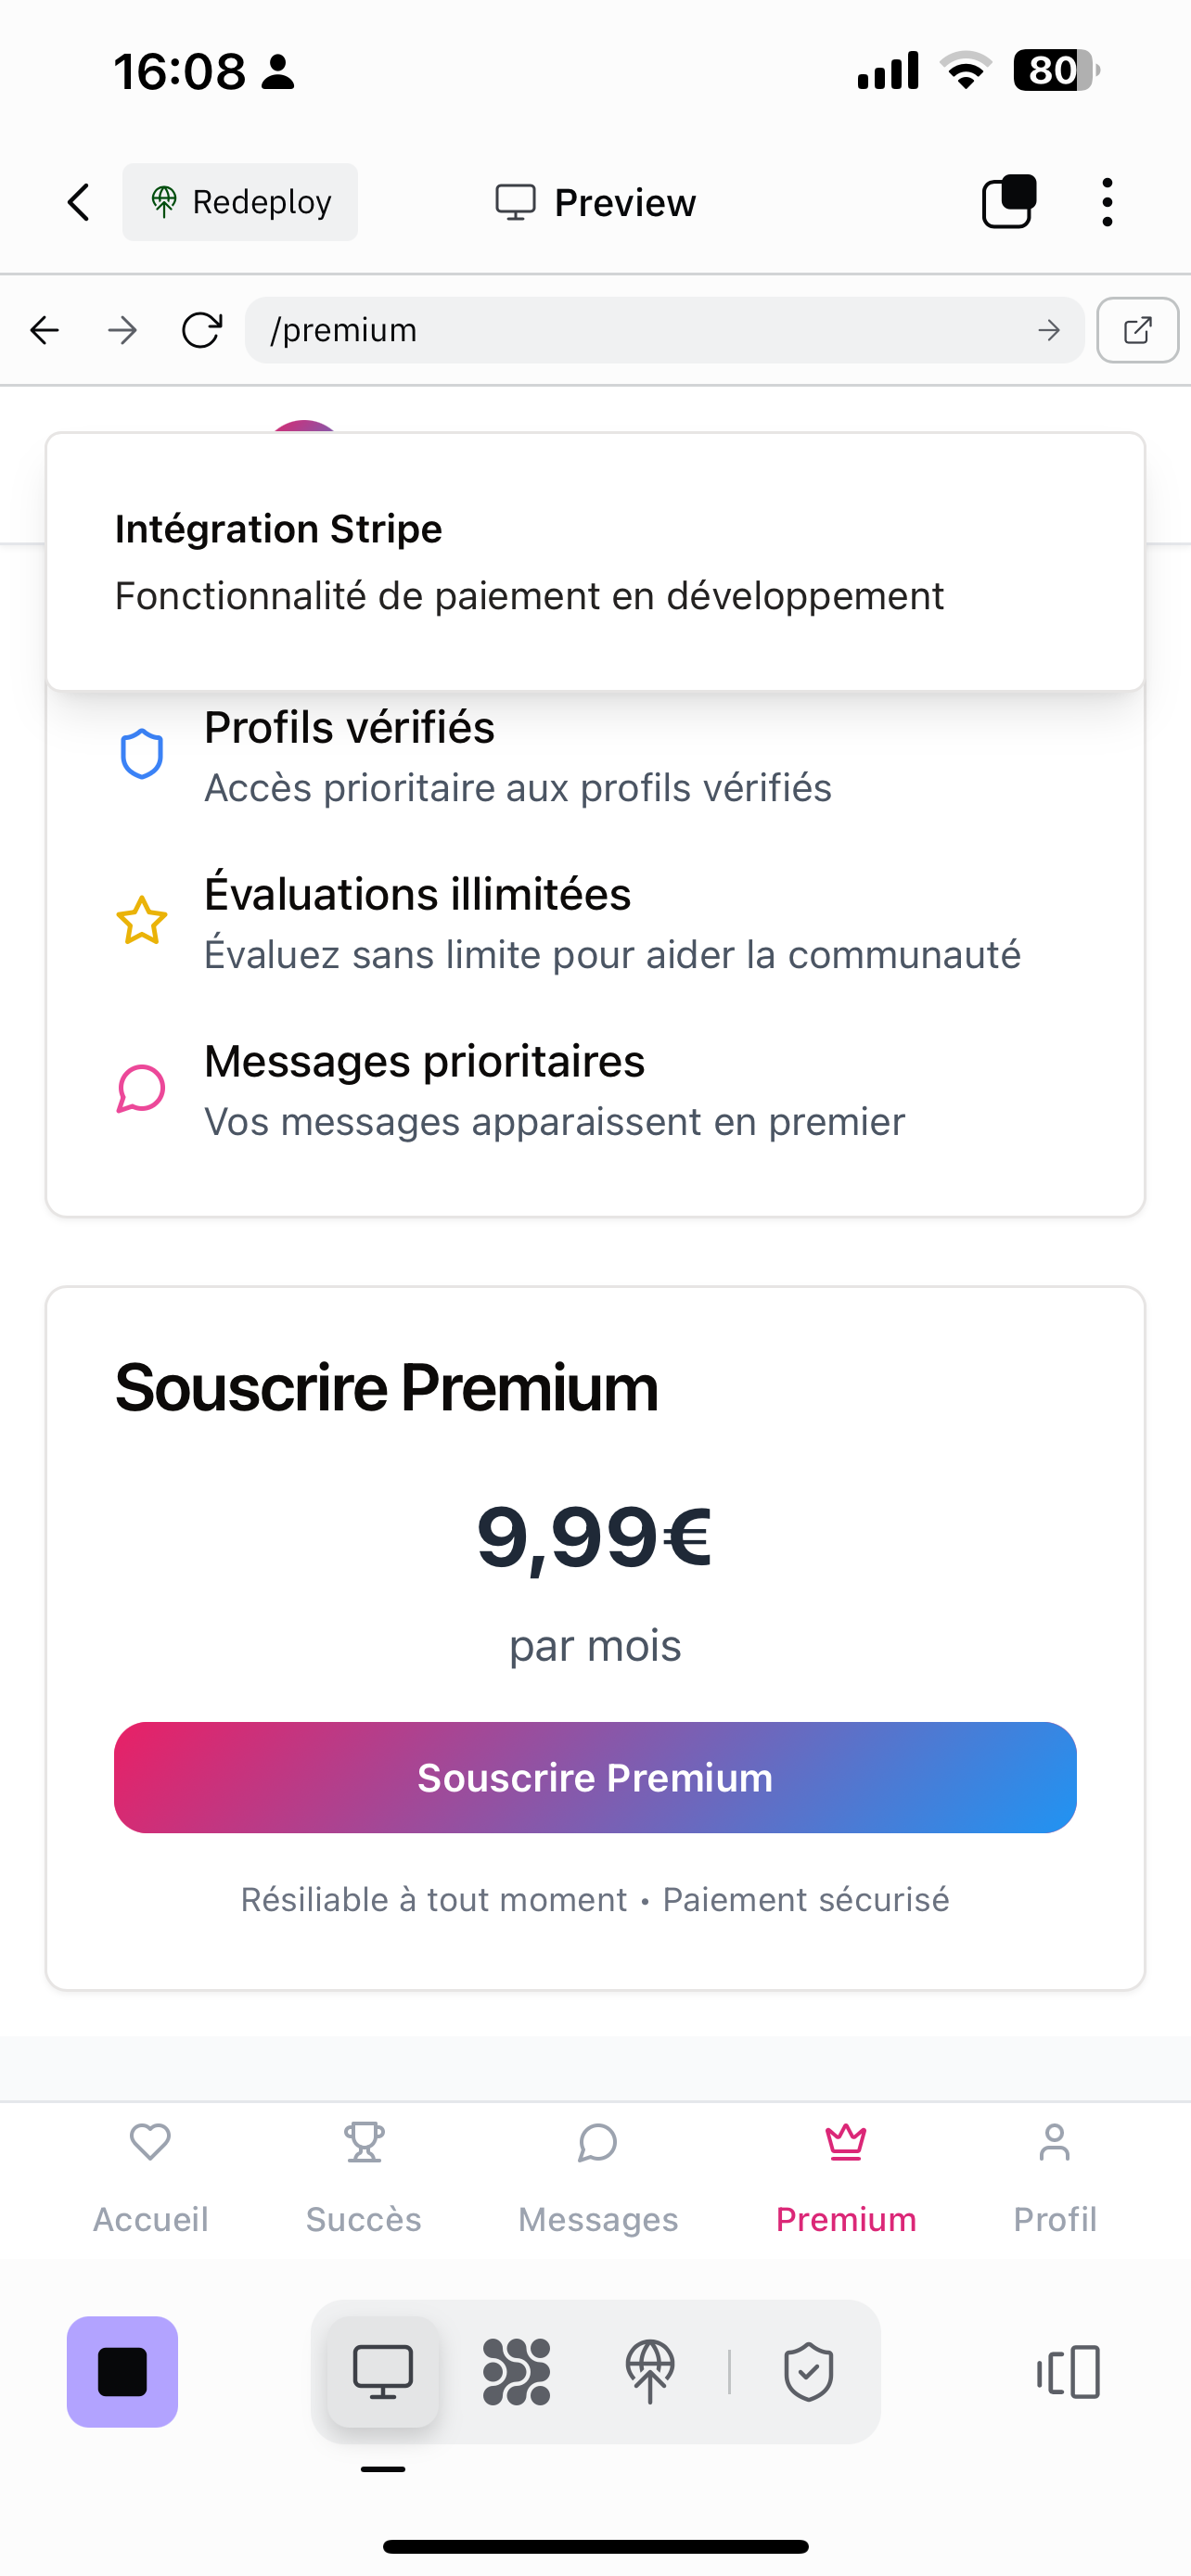 16:08
80
Redeploy
Preview
/premium
Intégration Stripe
Fonctionnalité de paiement en développement
Profils vérifiés
Accès prioritaire aux profils vérifiés
Évaluations illimitées
Évaluez sans limite pour aider la communauté
Messages prioritaires
Vos messages apparaissent en premier
Souscrire Premium
9,99€
par mois
Souscrire Premium
Résiliable à tout moment • Paiement sécurisé
Accueil
Succès
Messages
Premium
Profil